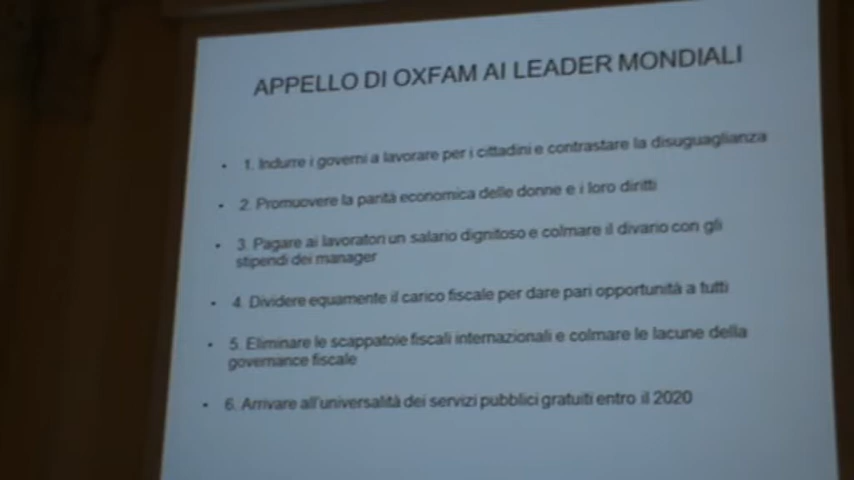 APPELLO DI OXFAM AI LEADER MONDIALI
• 1. Indurre i governi a lavorare per i cittadini e contrastare la disuguaglianza
• 2. Promuovere la parità economica delle donne e i loro diritti
• 3. Pagare ai lavoratori un salario dignitoso e colmare il divario con gli
stipendi dei manager
• 4. Dividere equamente il carico fiscale per dare pari opportunità a tutti
• 5. Eliminare le scappatoie fiscali internazionali e colmare le lacune della
governance fiscale
• 6. Arrivare all'universalità dei servizi pubblici gratuiti entro il 2020